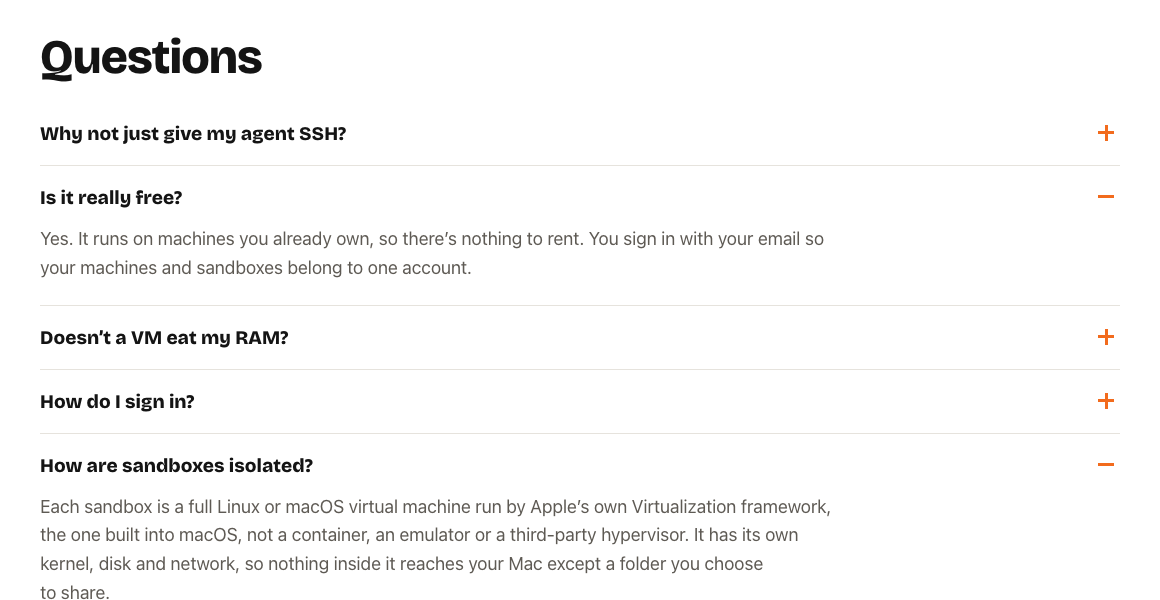 Questions
Why not just give my agent SSH?
Is it really free?
Yes. It runs on machines you already own, so there’s nothing to rent. You sign in with your email so
your machines and sandboxes belong to one account.
Doesn’t a VM eat my RAM?
How do I sign in?
How are sandboxes isolated?
Each sandbox is a full Linux or macOS virtual machine run by Apple’s own Virtualization framework,
the one built into macOS, not a container, an emulator or a third-party hypervisor. It has its own
kernel, disk and network, so nothing inside it reaches your Mac except a folder you choose
to share.